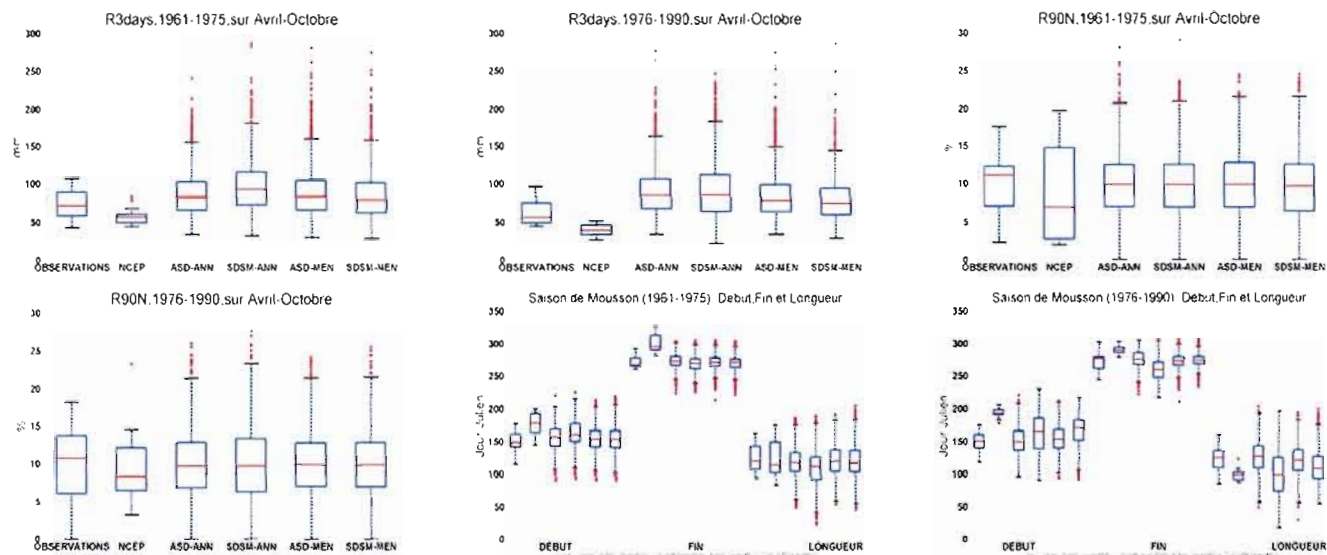 R3days,1961-1975,sur Avril-Octobre
300
250
200
150
100
50
0
mm
OBSERVATIONS NCEP ASD-ANN SDSM-ANN ASD-MEN SDSM-MEN
R3days,1976-1990,sur Avril-Octobre
300
250
200
150
100
50
0
mm
OBSERVATIONS NCEP ASD-ANN SDSM-ANN ASD-MEN SDSM-MEN
R90N,1961-1975,sur Avril-Octobre
30
25
20
15
10
5
0
%
OBSERVATIONS NCEP ASD-ANN SDSM-ANN ASD-MEN SDSM-MEN
R90N,1976-1990,sur Avril-Octobre
30
25
20
15
10
5
0
%
OBSERVATIONS NCEP ASD-ANN SDSM-ANN ASD-MEN SDSM-MEN
Saison de Mousson (1961-1975) Debut,Fin et Longueur
350
300
250
200
150
100
50
0
Jour Julien
DEBUT FIN LONGUEUR
Saison de Mousson (1976-1990) Debut,Fin et Longueur
350
300
250
200
150
100
50
0
Jour Julien
DEBUT FIN LONGUEUR